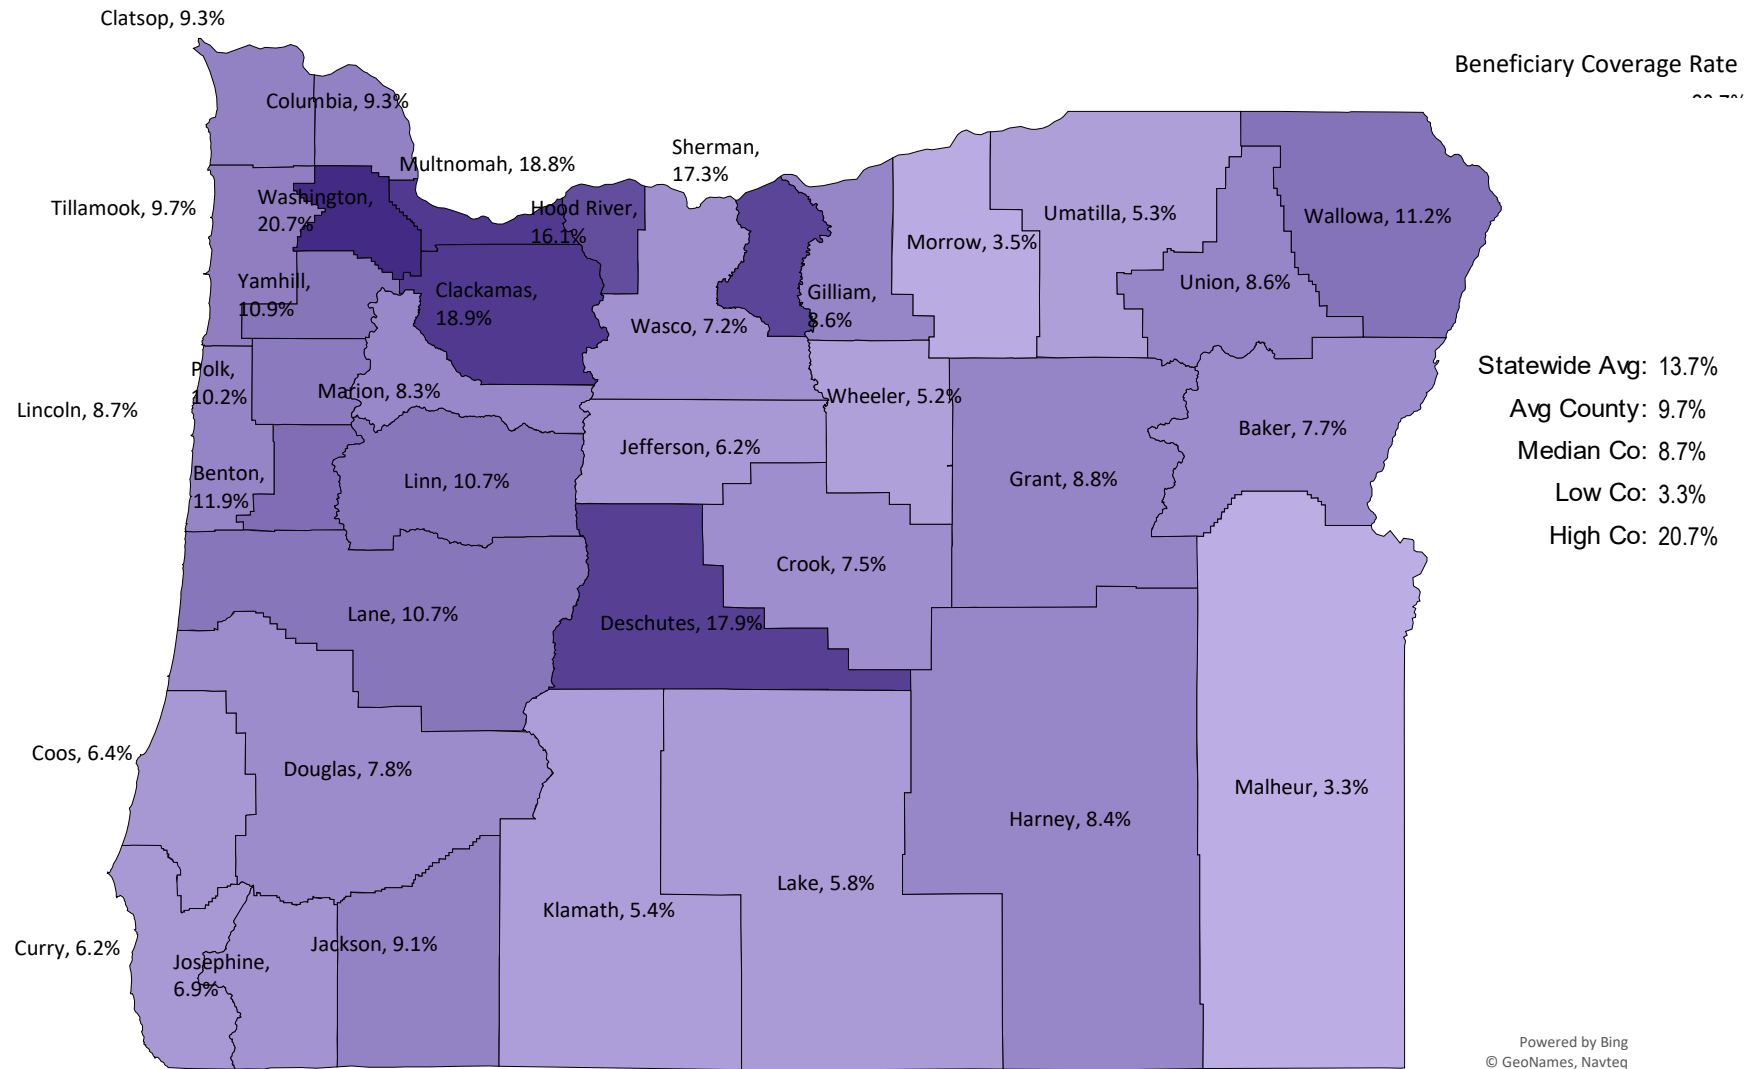 Clatsop, 9.3%
Beneficiary Coverage Rate
Columbia, 9.3%
Multnomah, 18.8%
Sherman,
17.3%
Tillamook, 9.7%
Washington,
20.7%
Hood River,
16.1%
Morrow, 3.5%
Umatilla, 5.3%
Wallowa, 11.2%
Yamhill,
10.9%
Clackamas,
18.9%
Wasco, 7.2%
Gilliam,
8.6%
Union, 8.6%
Polk,
10.2%
Lincoln, 8.7%
Marion, 8.3%
Wheeler, 5.2%
Jefferson, 6.2%
Baker, 7.7%
Statewide Avg: 13.7%
Avg County: 9.7%
Median Co: 8.7%
Low Co: 3.3%
High Co: 20.7%
Benton,
11.9%
Linn, 10.7%
Grant, 8.8%
Crook, 7.5%
Lane, 10.7%
Deschutes, 17.9%
Coos, 6.4%
Douglas, 7.8%
Malheur, 3.3%
Harney, 8.4%
Lake, 5.8%
Klamath, 5.4%
Curry, 6.2%
Jackson, 9.1%
Josephine,
6.9%
Powered by Bing
© GeoNames, Navteq